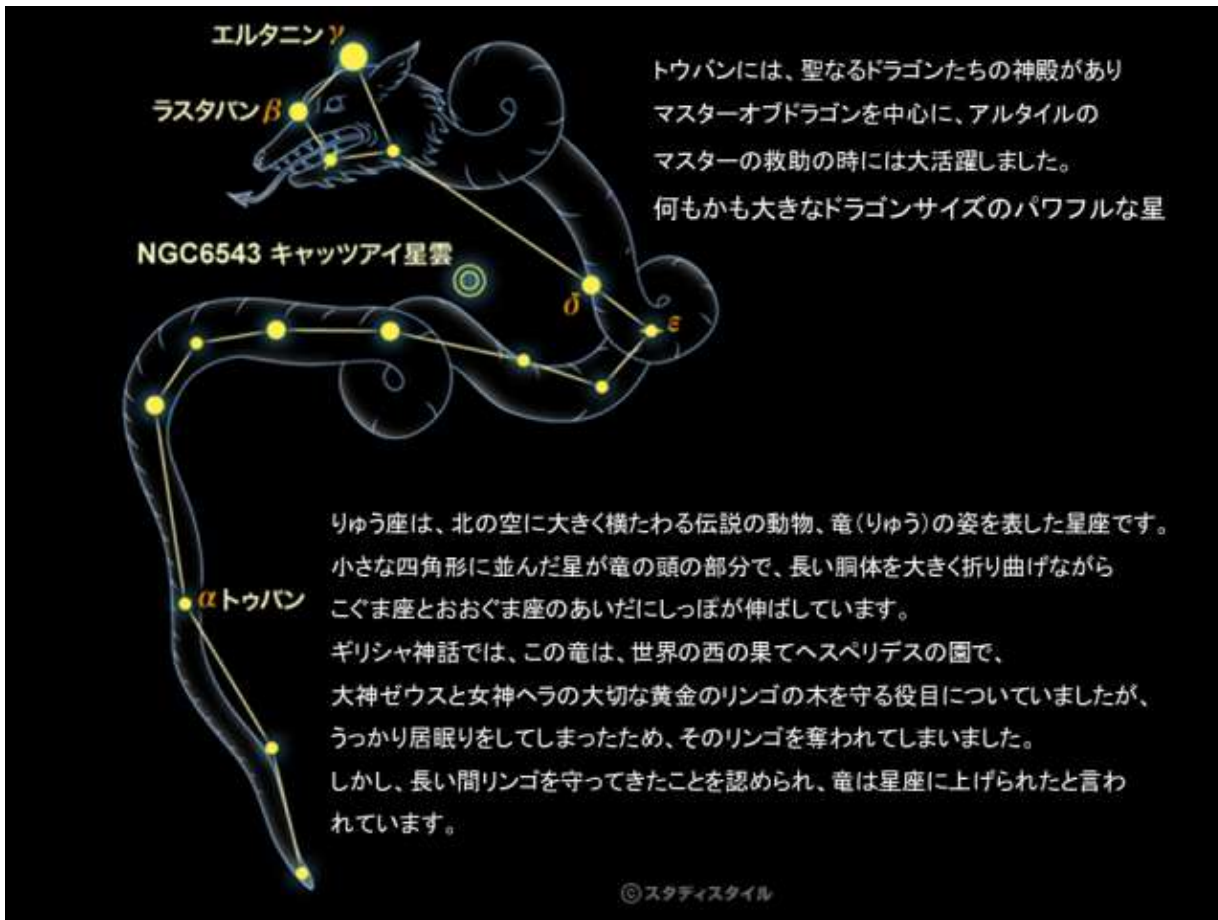 エルタニン γ
ラスタバン β
トウバンには、聖なるドラゴンたちの神殿があり
マスターオブドラゴンを中心に、アルタイルの
マスターの救助の時には大活躍しました。
何もかも大きなドラゴンサイズのパワフルな星
NGC6543 キャッツアイ星雲
δ
ε
α トゥバン
りゅう座は、北の空に大きく横たわる伝説の動物、竜(りゅう)の姿を表した星座です。
小さな四角形に並んだ星が竜の頭の部分で、長い胴体を大きく折り曲げながら
こぐま座とおおぐま座のあいだにしっぽが伸ばしています。
ギリシャ神話では、この竜は、世界の西の果てヘスペリデスの園で、
大神ゼウスと女神ヘラの大切な黄金のリンゴの木を守る役目についていましたが、
うっかり居眠りをしてしまったため、そのリンゴを奪われてしまいました。
しかし、長い間リンゴを守ってきたことを認められ、竜は星座に上げられたと言わ
れています。
©スタディスタイル